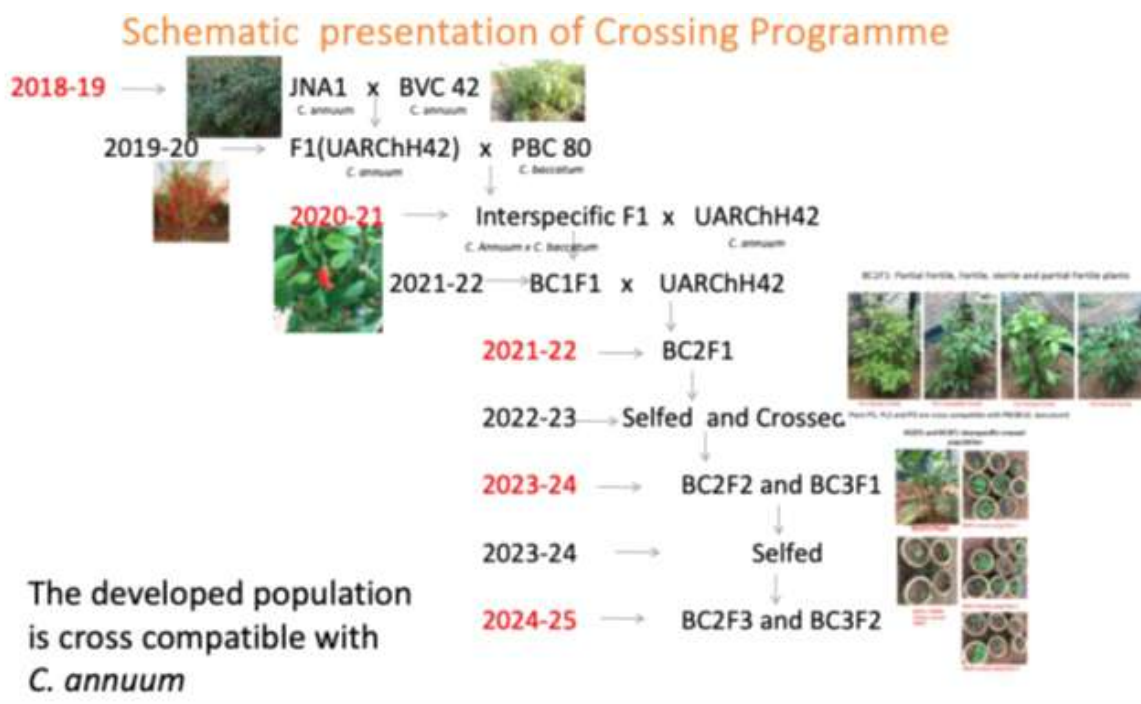 Schematic presentation of Crossing Programme
2018-19 JNA1 x BVC 42
C. annuum C. annuum
2019-20 F1(UARChH42) x PBC 80
C. annuum C. baccatum
2020-21 Interspecific F1 x UARChH42
C. Annuum x C. baccatum C. annuum
2021-22 BC1F1 x UARChH42
BC2F1: Partial Fertile, Fertile, sterile and partial Fertile plants
2021-22 BC2F1
2022-23 Selfed and Crossed
2023-24 BC2F2 and BC3F1
2023-24 Selfed
2024-25 BC2F3 and BC3F2
The developed population
is cross compatible with
C. annuum